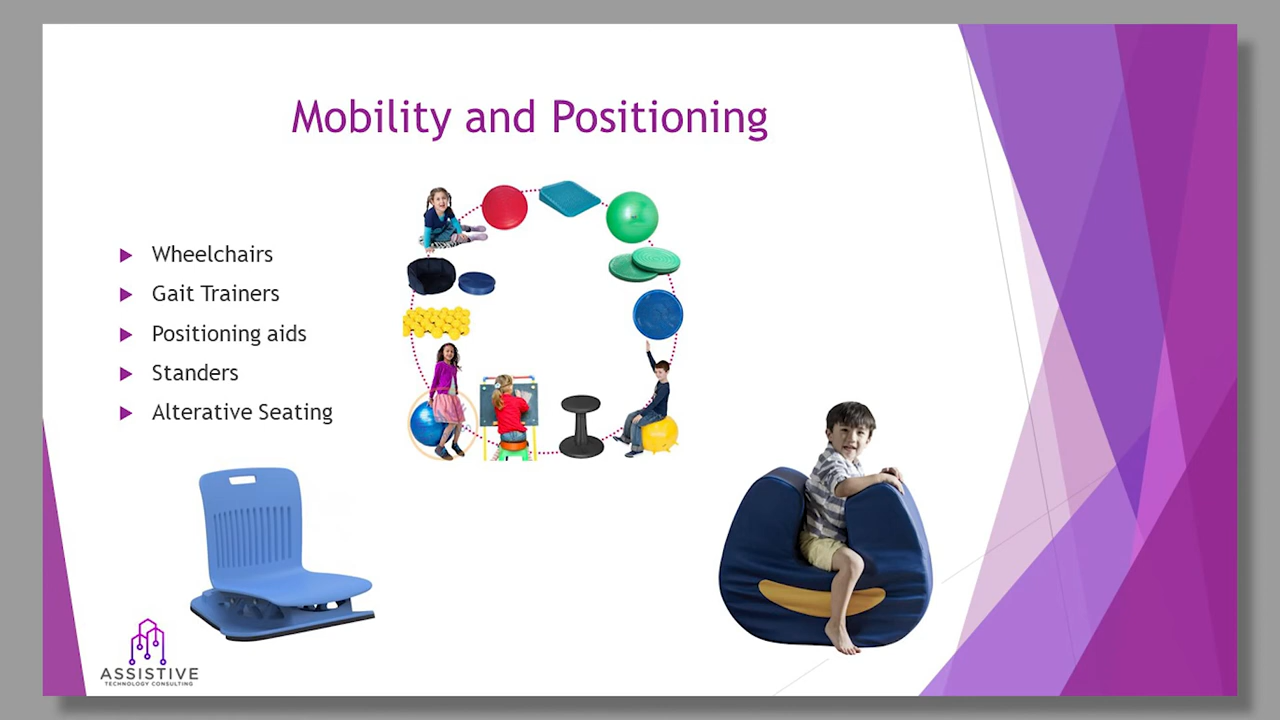 Mobility and Positioning
Wheelchairs
Gait Trainers
Positioning aids
Standers
Alterative Seating
ASSISTIVE
TECHNOLOGY CONSULTING